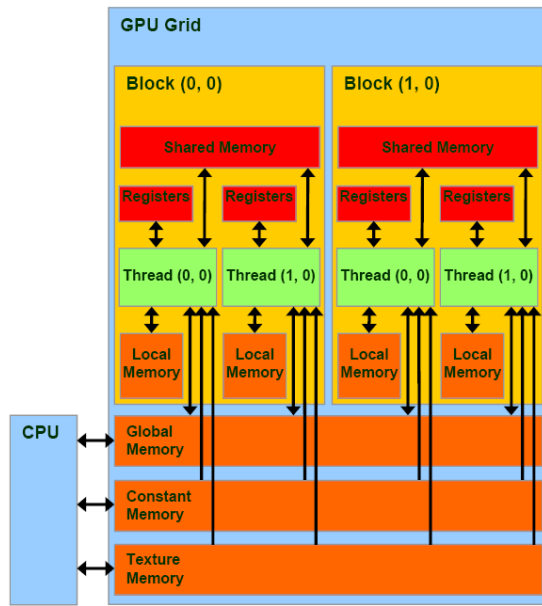 GPU Grid
Block (0, 0)
Block (1, 0)
Shared Memory
Shared Memory
Registers
Registers
Registers
Registers
Thread (0, 0)
Thread (1, 0)
Thread (0, 0)
Thread (1, 0)
Local
Memory
Local
Memory
Local
Memory
Local
Memory
CPU
Global
Memory
Constant
Memory
Texture
Memory